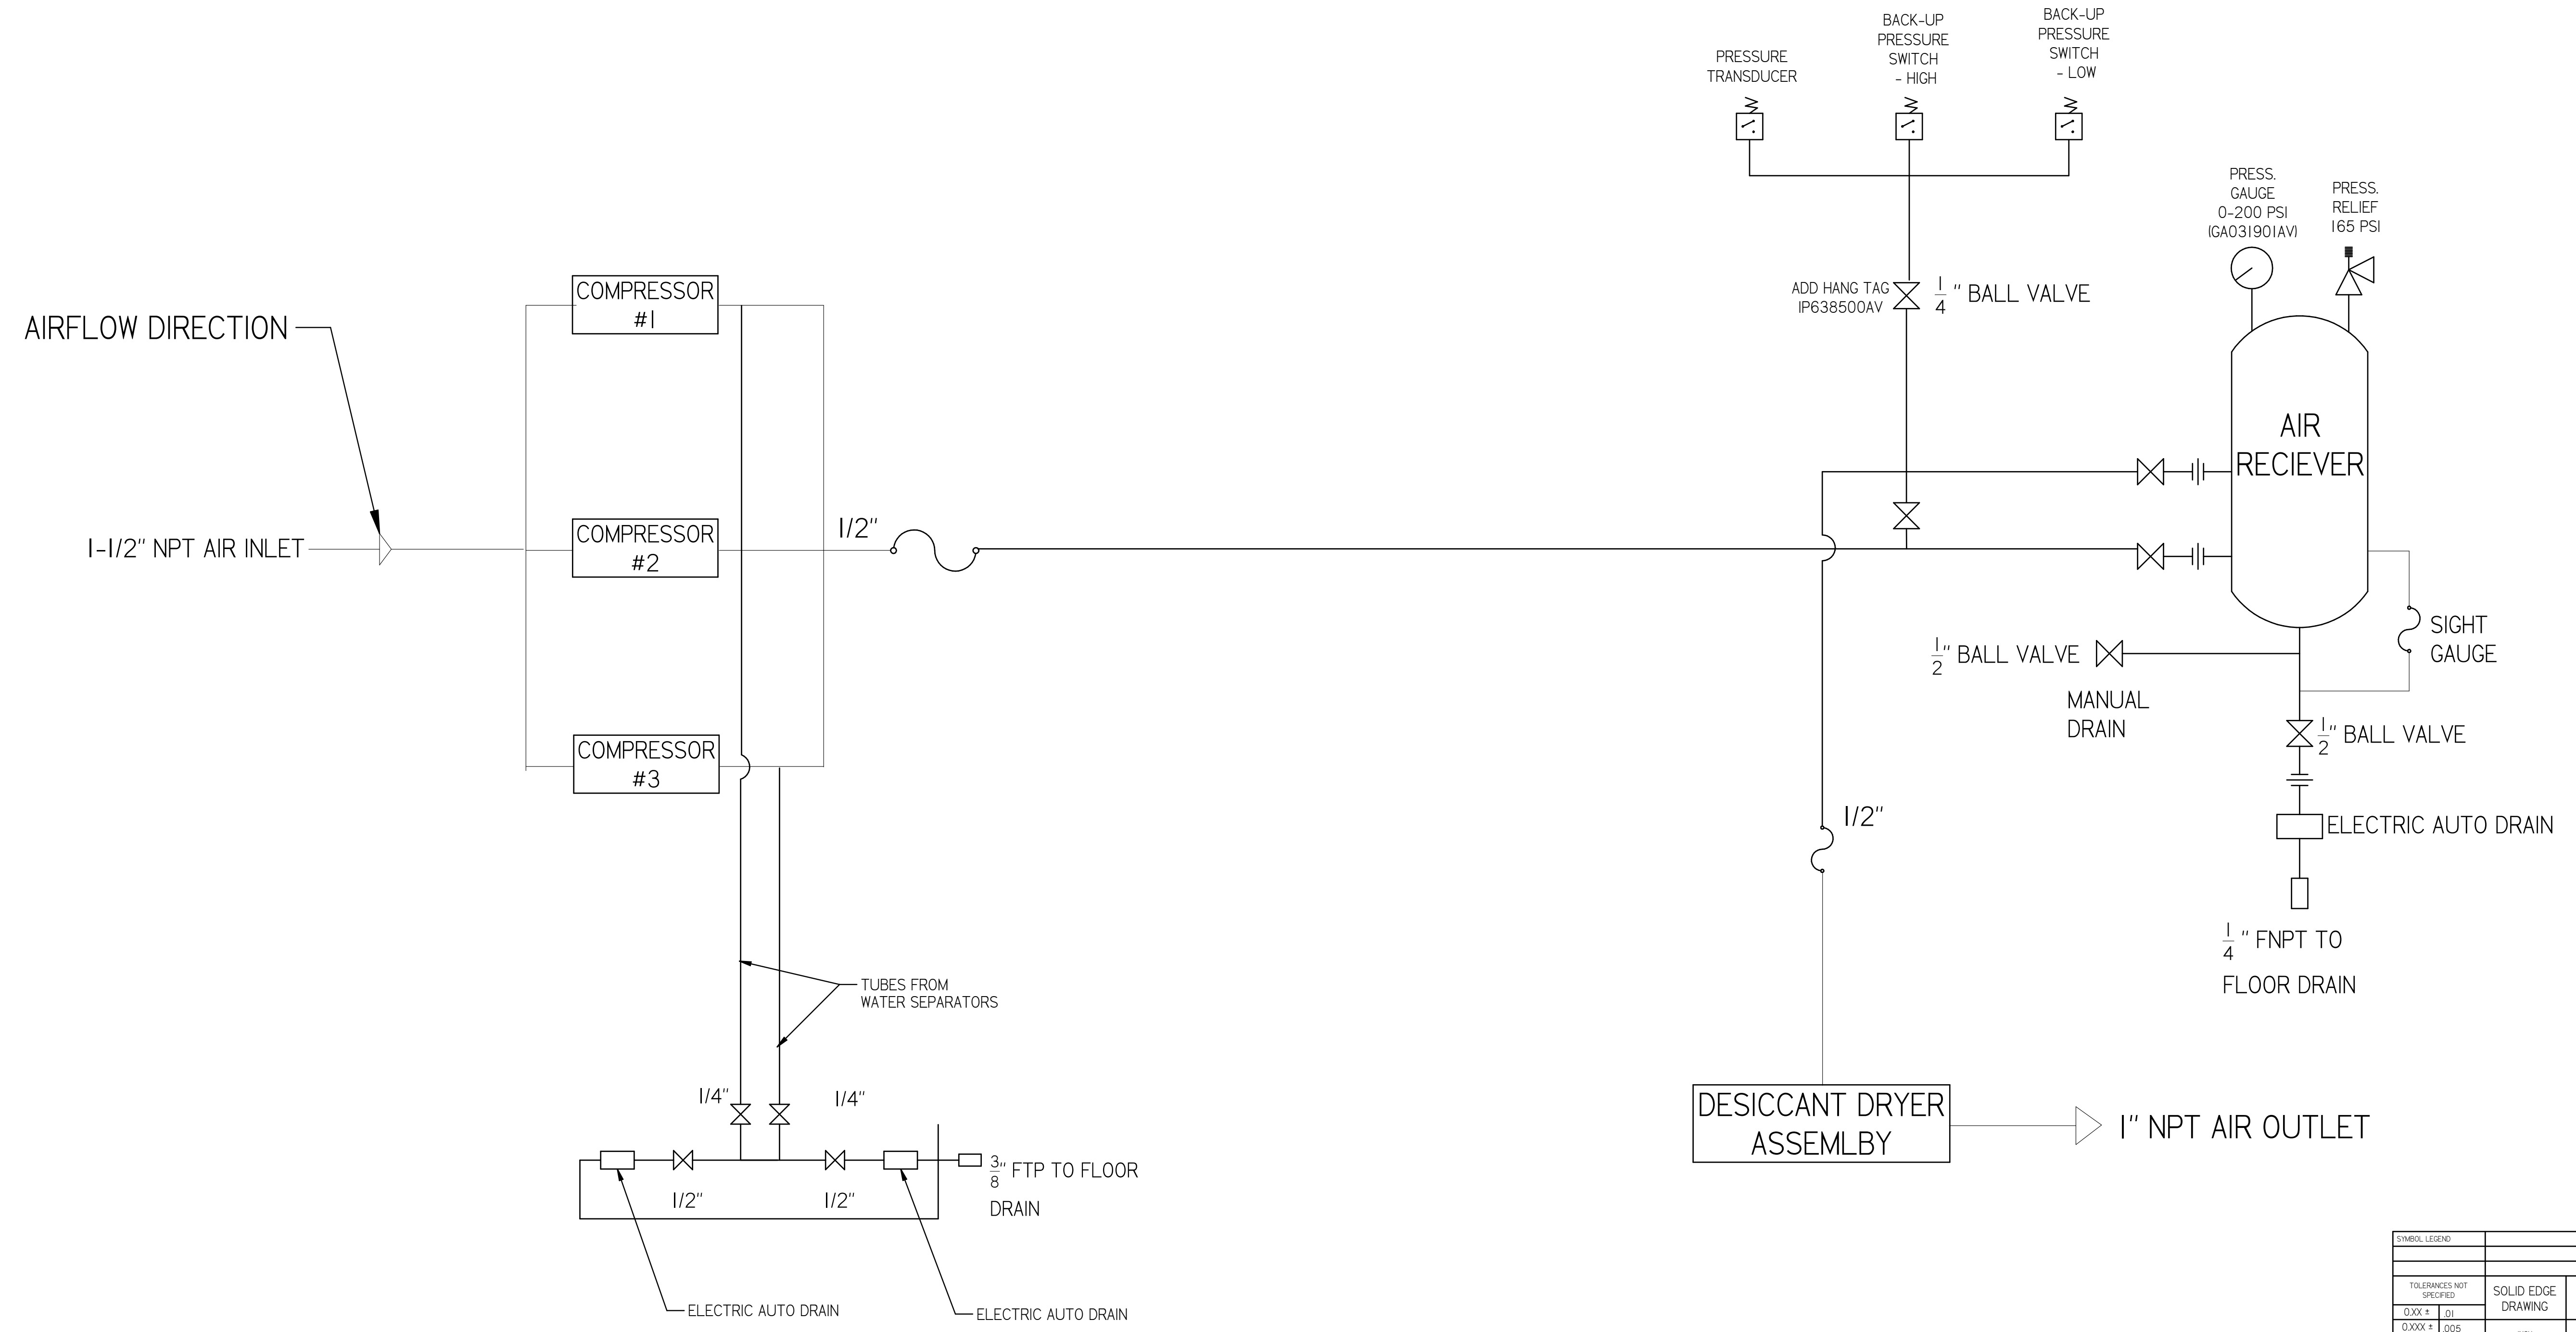 BACK-UP
PRESSURE
SWITCH
- HIGH
BACK-UP
PRESSURE
SWITCH
- LOW
PRESSURE
TRANSDUCER
PRESS.
GAUGE
0-200 PSI
(GA031901AV)
PRESS.
RELIEF
165 PSI
ADD HANG TAG
IP638500AV
1/4" BALL VALVE
COMPRESSOR
#1
AIRFLOW DIRECTION
AIR
RECIEVER
1-1/2" NPT AIR INLET
COMPRESSOR
#2
1/2"
SIGHT
GAUGE
1/2" BALL VALVE
MANUAL
DRAIN
1/2" BALL VALVE
COMPRESSOR
#3
1/2"
ELECTRIC AUTO DRAIN
1/4" FNPT TO
FLOOR DRAIN
TUBES FROM
WATER SEPARATORS
1/4"
1/4"
DESICCANT DRYER
ASSEMLBY
1" NPT AIR OUTLET
3/8" FTP TO FLOOR
DRAIN
1/2"
1/2"
ELECTRIC AUTO DRAIN
ELECTRIC AUTO DRAIN
SYMBOL LEGEND
TOLERANCES NOT
SPECIFIED
SOLID EDGE
DRAWING
0.XX ± .01
0.XXX ± .005